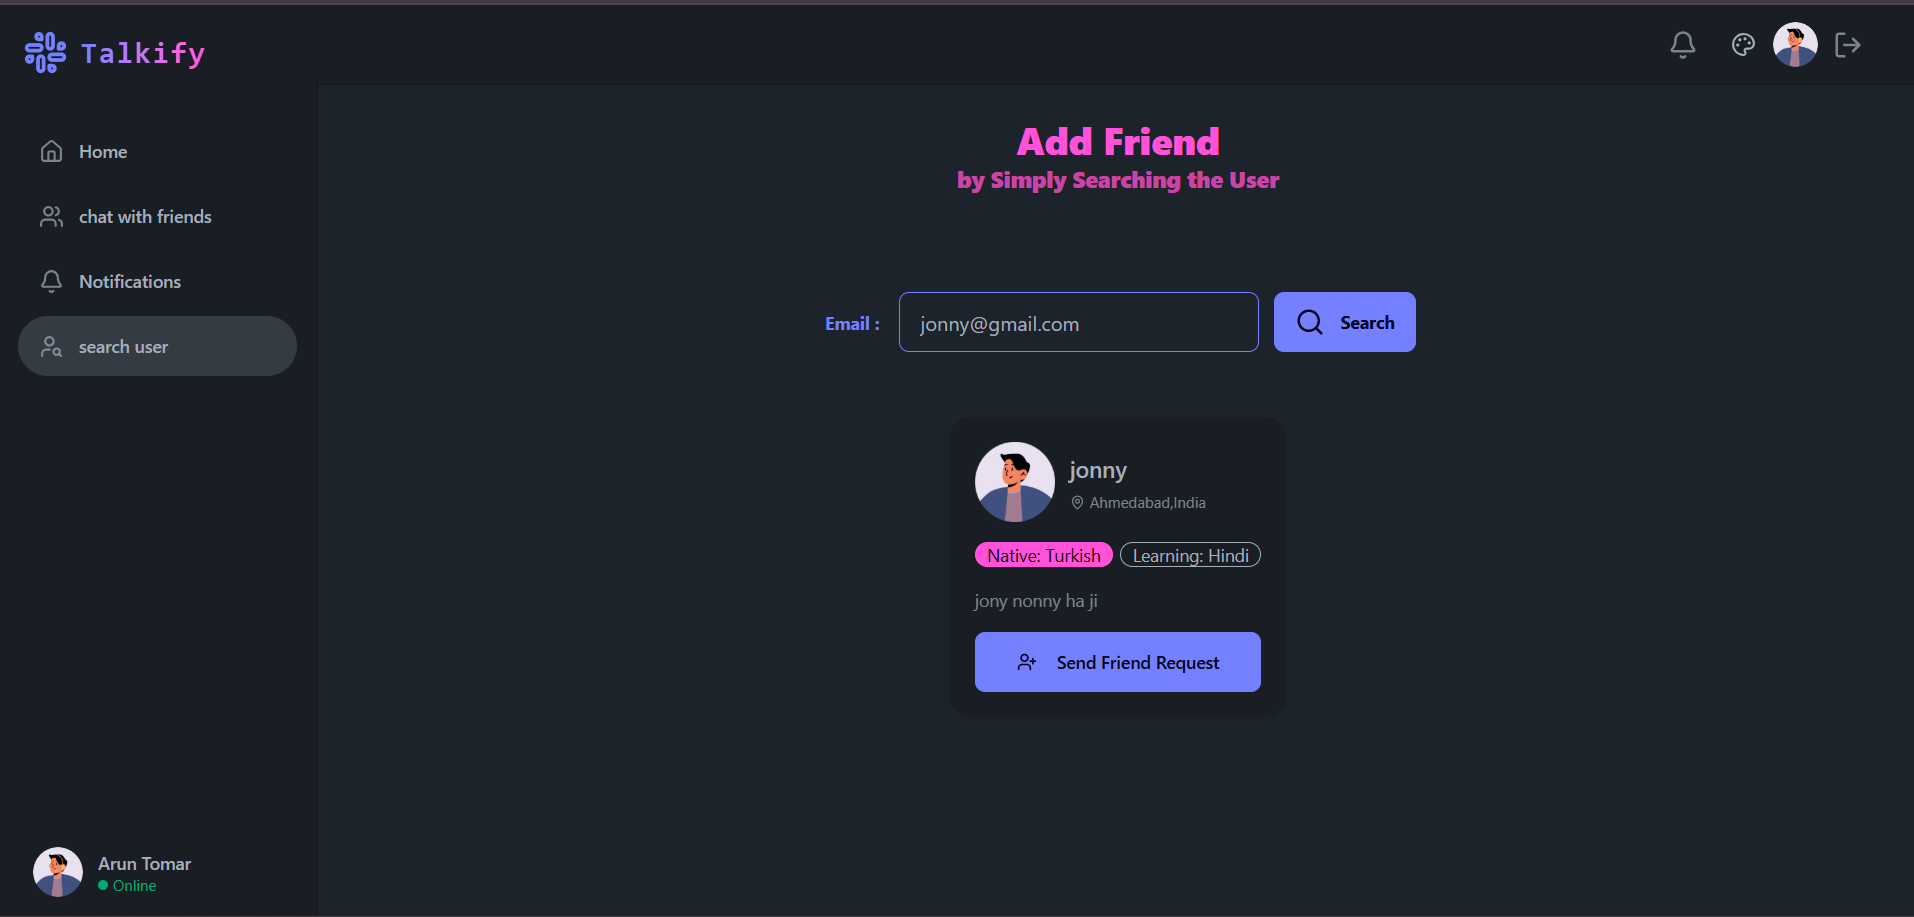 Talkify
Home
chat with friends
Notifications
search user
Arun Tomar
Online
Add Friend
by Simply Searching the User
Email :
jonny@gmail.com
Search
jonny
Ahmedabad,India
Native: Turkish
Learning: Hindi
jony nonny ha ji
Send Friend Request